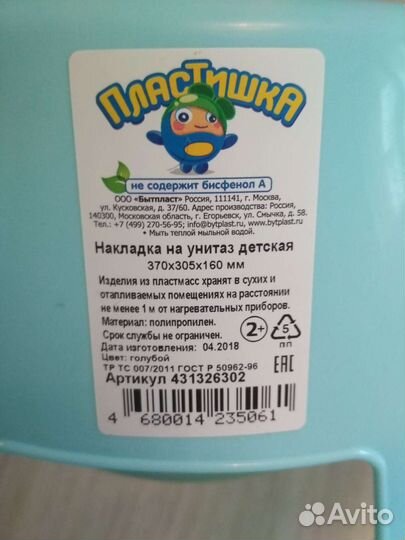 ПЛАСТИШКА
не содержит бисфенол А
ООО «Бытпласт» Россия, 111141, г. Москва,
ул. Кусковская, д. 37/60. Адрес производства: Россия,
140300, Московская область, г. Егорьевск, ул. Смычка, д. 58.
Тел.: +7 (499) 270-56-95; info@bytplast.ru • www.bytplast.ru
• Мыть теплой мыльной водой.
Накладка на унитаз детская
370х305х160 мм
Изделия из пластмасс хранят в сухих и
отапливаемых помещениях на расстоянии
не менее 1 м от нагревательных приборов.
Материал: полипропилен.
Срок службы не ограничен.
Дата изготовления: 04.2018
Цвет: голубой
ТР ТС 007/2011 ГОСТ Р 50962-96
2+
5
ПП
ЕАС
Артикул 431326302
4 680014 235061
Avito